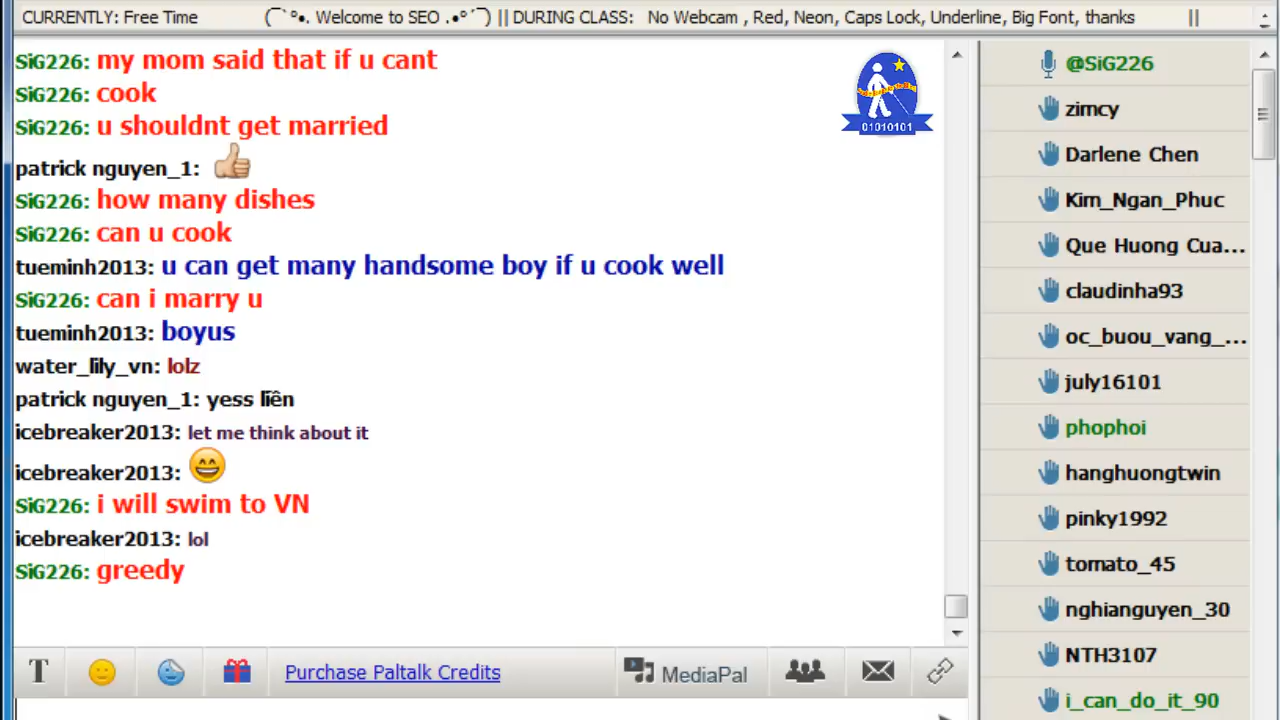 CURRENTLY: Free Time (¯`°•. Welcome to SEO .•°´¯) || DURING CLASS: No Webcam , Red, Neon, Caps Lock, Underline, Big Font, thanks ||
SiG226: my mom said that if u cant
SiG226: cook
SiG226: u shouldnt get married
patrick nguyen_1:
SiG226: how many dishes
SiG226: can u cook
tueminh2013: u can get many handsome boy if u cook well
SiG226: can i marry u
tueminh2013: boyus
water_lily_vn: lolz
patrick nguyen_1: yess liên
icebreaker2013: let me think about it
icebreaker2013:
SiG226: i will swim to VN
icebreaker2013: lol
SiG226: greedy
01010101
T Purchase Paltalk Credits MediaPal
@SiG226
zimcy
Darlene Chen
Kim_Ngan_Phuc
Que Huong Cua...
claudinha93
oc_buou_vang_...
july16101
phophoi
hanghuongtwin
pinky1992
tomato_45
nghianguyen_30
NTH3107
i_can_do_it_90